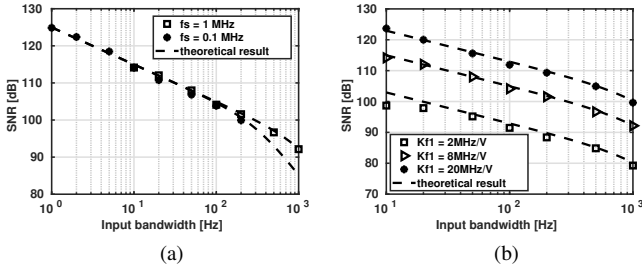 130
120
110
100
90
80
SNR [dB]
fs = 1 MHz
fs = 0.1 MHz
theoretical result
10^0
10^1
10^2
10^3
Input bandwidth [Hz]
(a)
130
120
110
100
90
80
70
SNR [dB]
Kf1 = 2MHz/V
Kf1 = 8MHz/V
Kf1 = 20MHz/V
theoretical result
10^1
10^2
10^3
Input bandwidth [Hz]
(b)